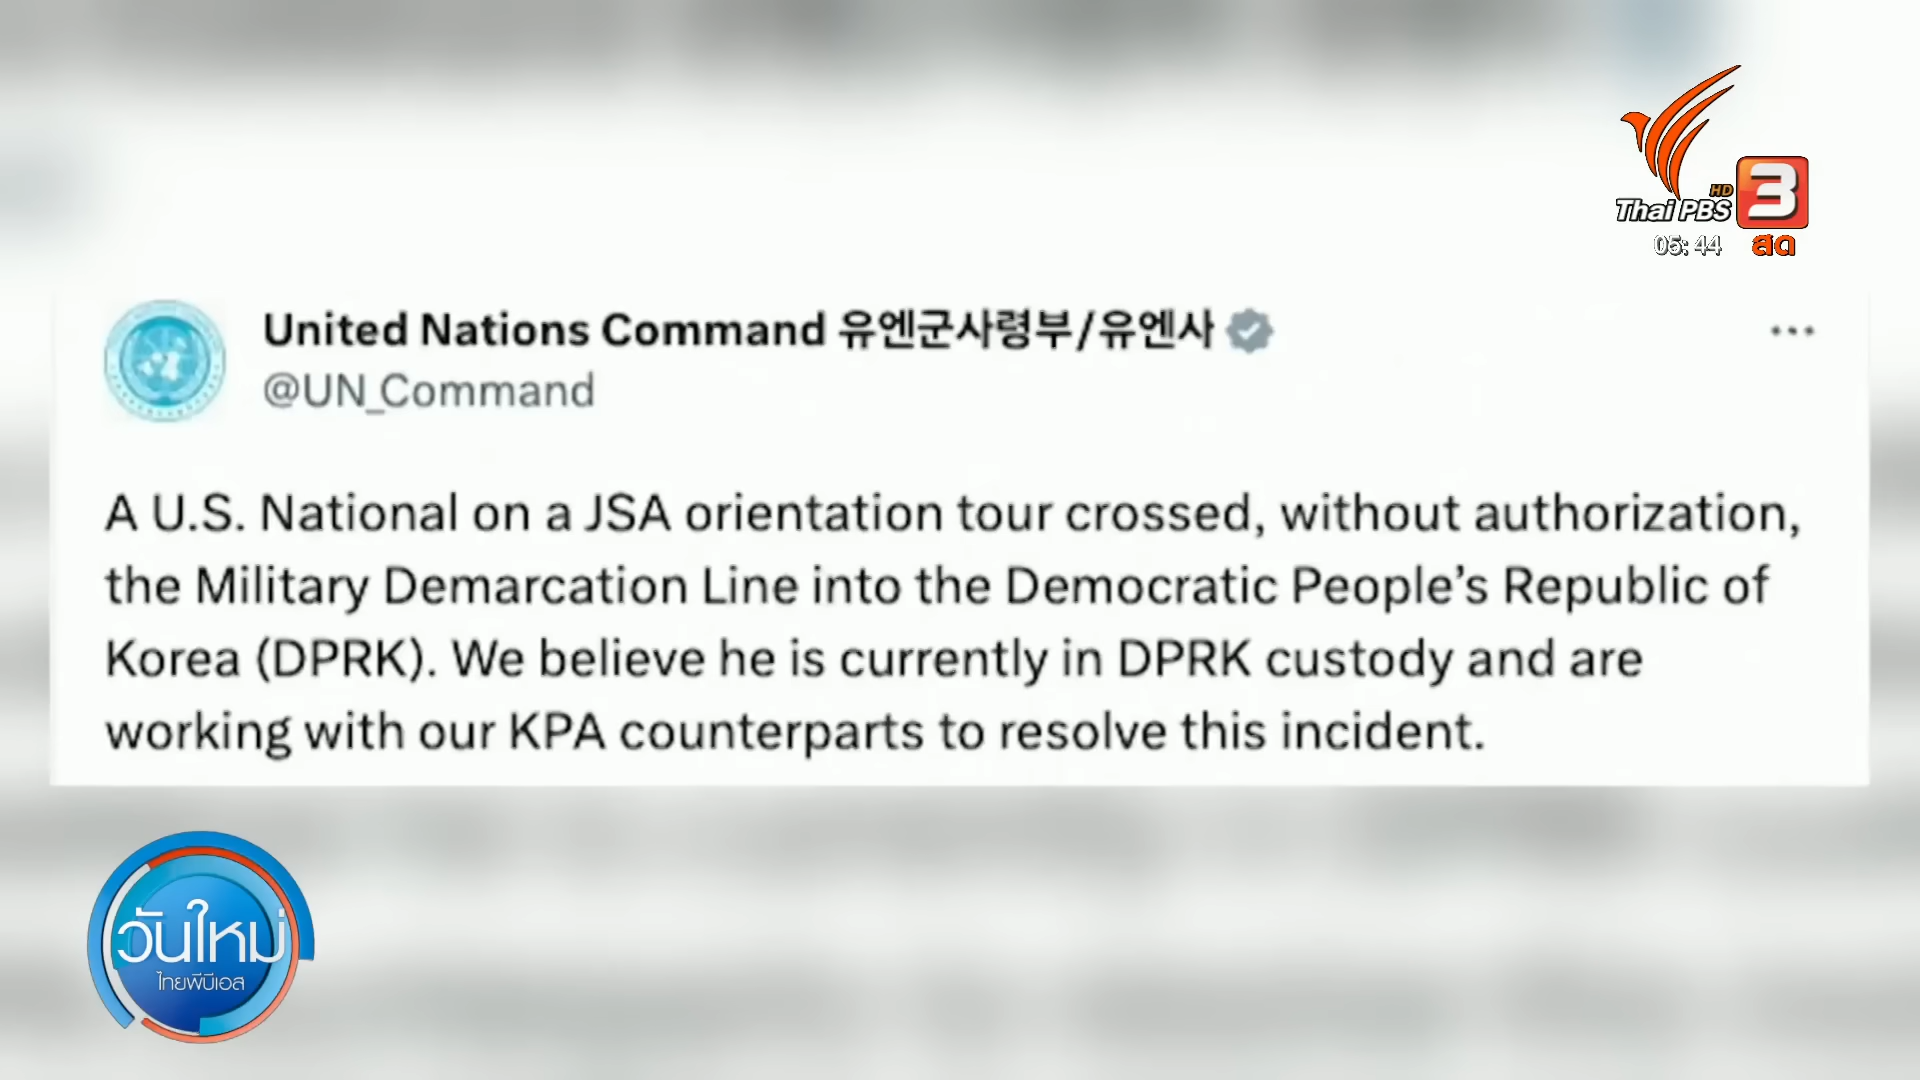 HD
Thai PBS 3
05:44 สด
United Nations Command 유엔군사령부/유엔사
@UN_Command
A U.S. National on a JSA orientation tour crossed, without authorization,
the Military Demarcation Line into the Democratic People’s Republic of
Korea (DPRK). We believe he is currently in DPRK custody and are
working with our KPA counterparts to resolve this incident.
วันใหม่
ไทยพีบีเอส